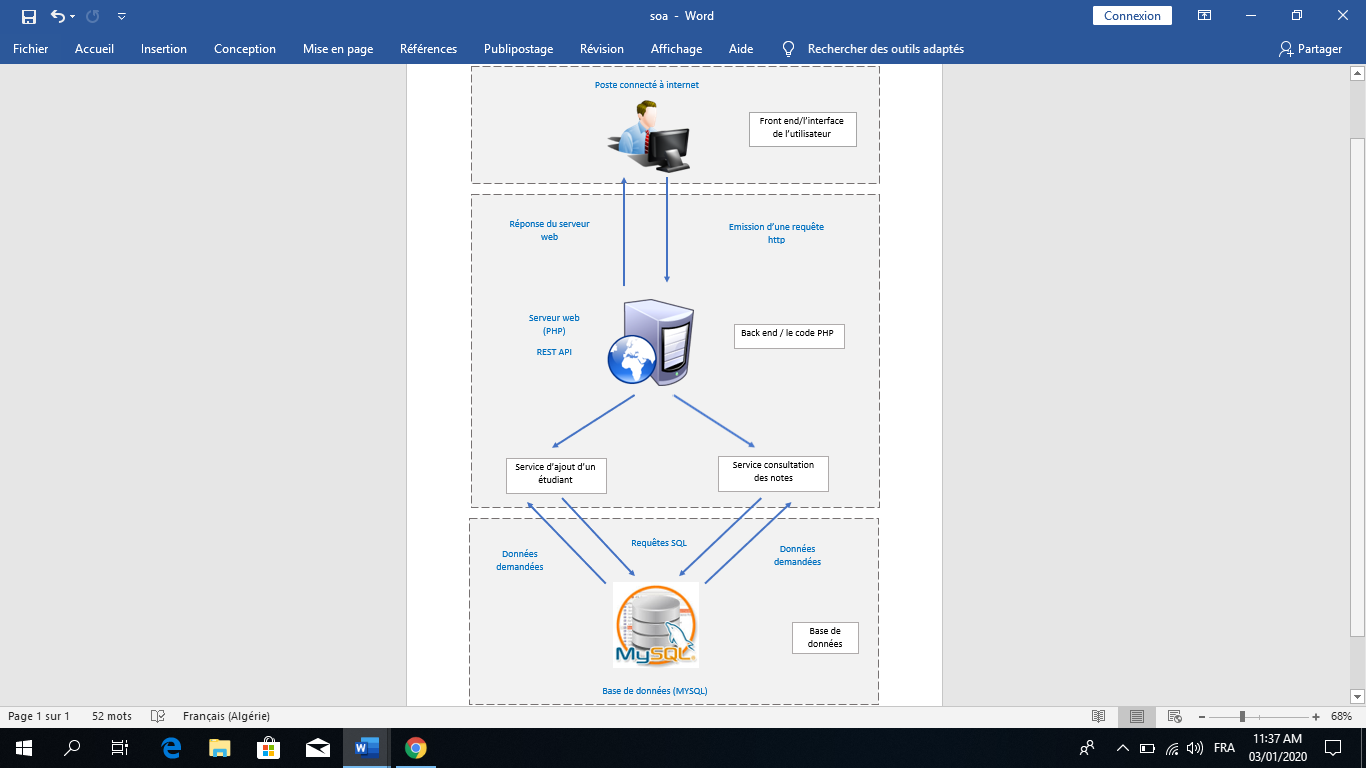 soa - Word
Connexion
Fichier
Accueil
Insertion
Conception
Mise en page
Références
Publipostage
Révision
Affichage
Aide
Rechercher des outils adaptés
Partager
Poste connecté à internet
Front end/l’interface
de l’utilisateur
Réponse du serveur
web
Emission d’une requête
http
Serveur web
(PHP)
REST API
Back end / le code PHP
Service d’ajout d’un
étudiant
Service consultation
des notes
Données
demandées
Requêtes SQL
Données
demandées
MySQL
Base de
données
Base de données (MYSQL)
Page 1 sur 1
52 mots
Français (Algérie)
68%
FRA
11:37 AM
03/01/2020